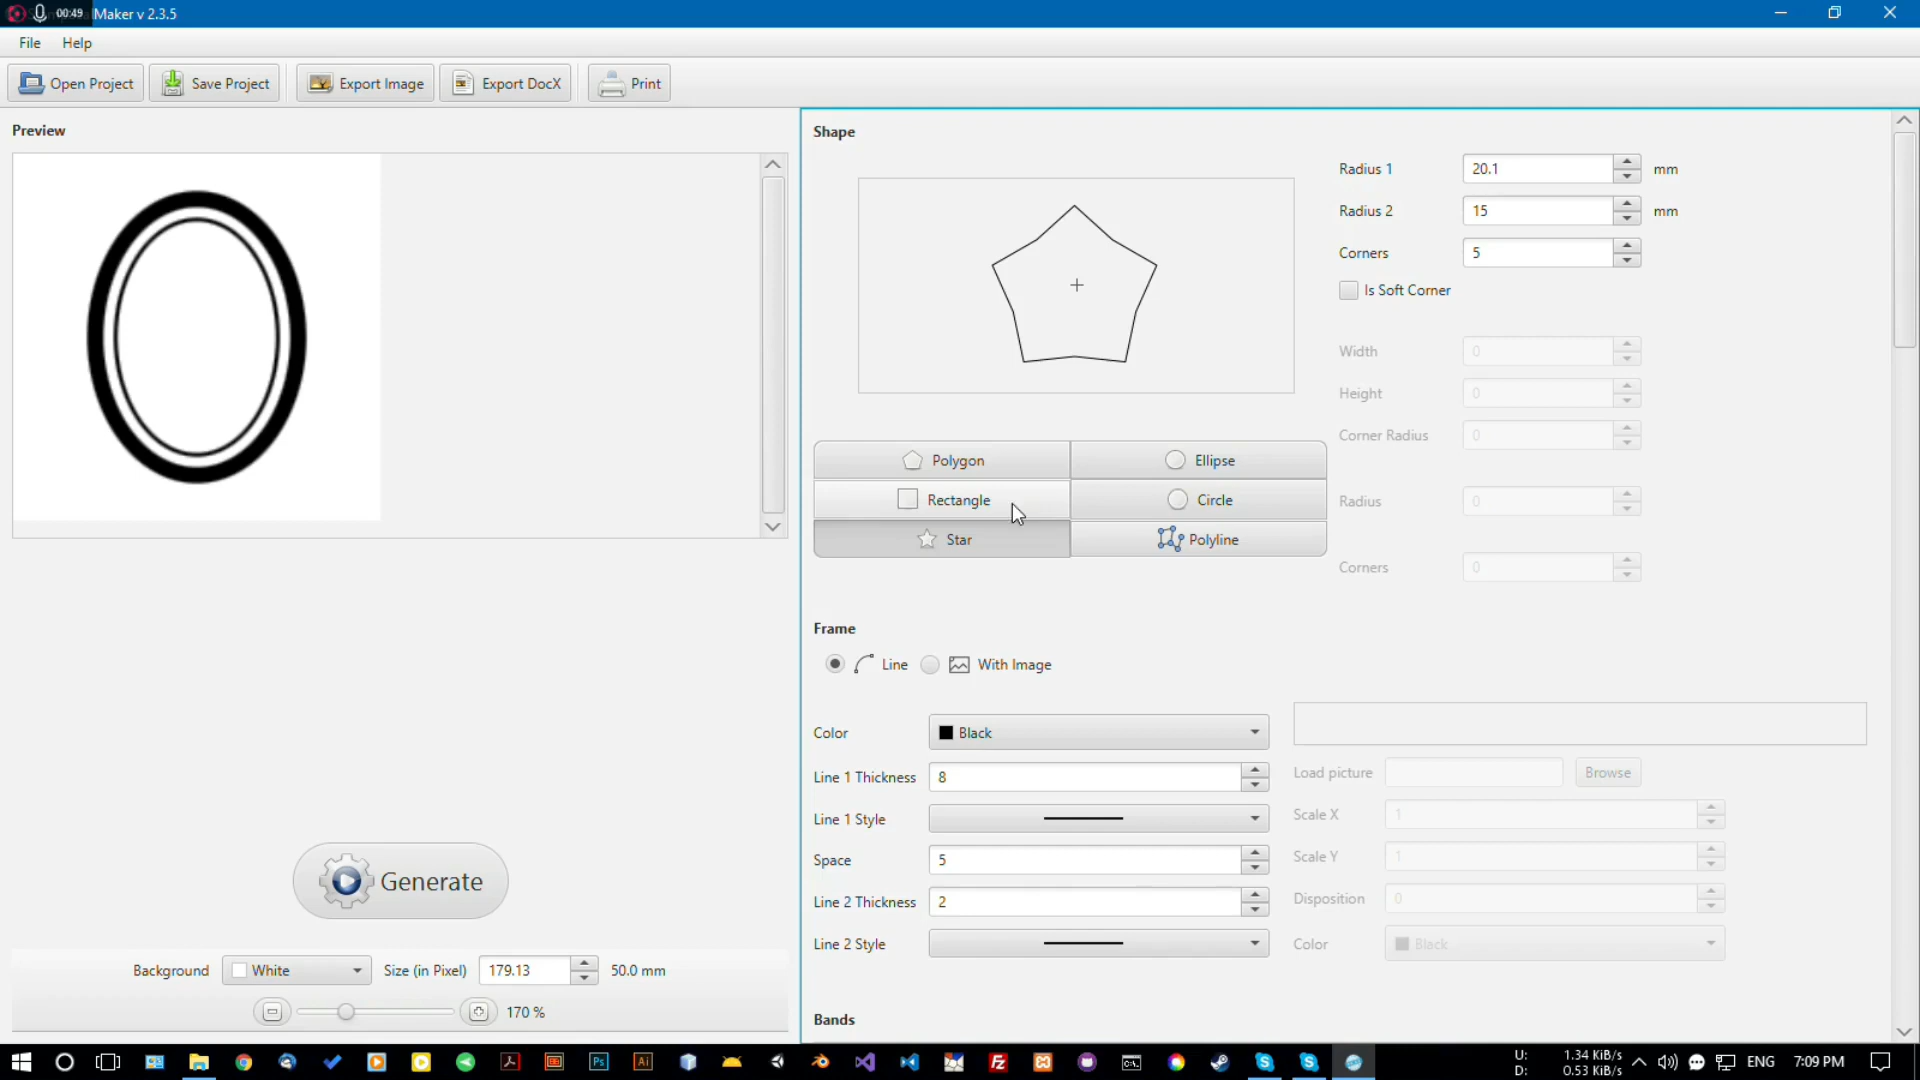 00:49 Maker v 2.3.5
File Help
Open Project Save Project Export Image Export DocX Print
Preview
Shape
Radius 1 20.1 mm
Radius 2 15 mm
Corners 5
Is Soft Corner
Width 0
Height 0
Corner Radius 0
Polygon Ellipse
Rectangle Circle
Star Polyline
Radius 0
Corners 0
Frame
Line With Image
Color Black
Line 1 Thickness 8
Line 1 Style
Space 5
Line 2 Thickness 2
Line 2 Style
Load picture Browse
Scale X 1
Scale Y 1
Disposition 0
Color Black
Bands
Generate
Background White Size (in Pixel) 179.13 50.0 mm
170 %
U: 1.34 KiB/s
D: 0.53 KiB/s
ENG 7:09 PM